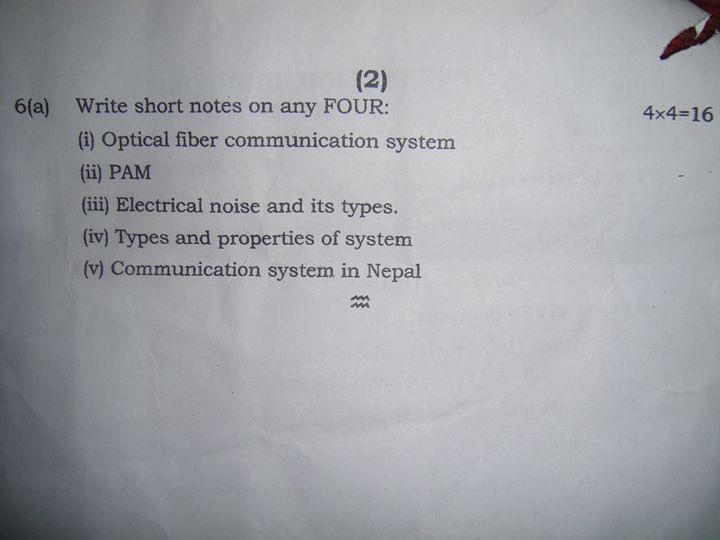 (2)
6(a) Write short notes on any FOUR: 4×4=16
(i) Optical fiber communication system
(ii) PAM
(iii) Electrical noise and its types.
(iv) Types and properties of system
(v) Communication system in Nepal